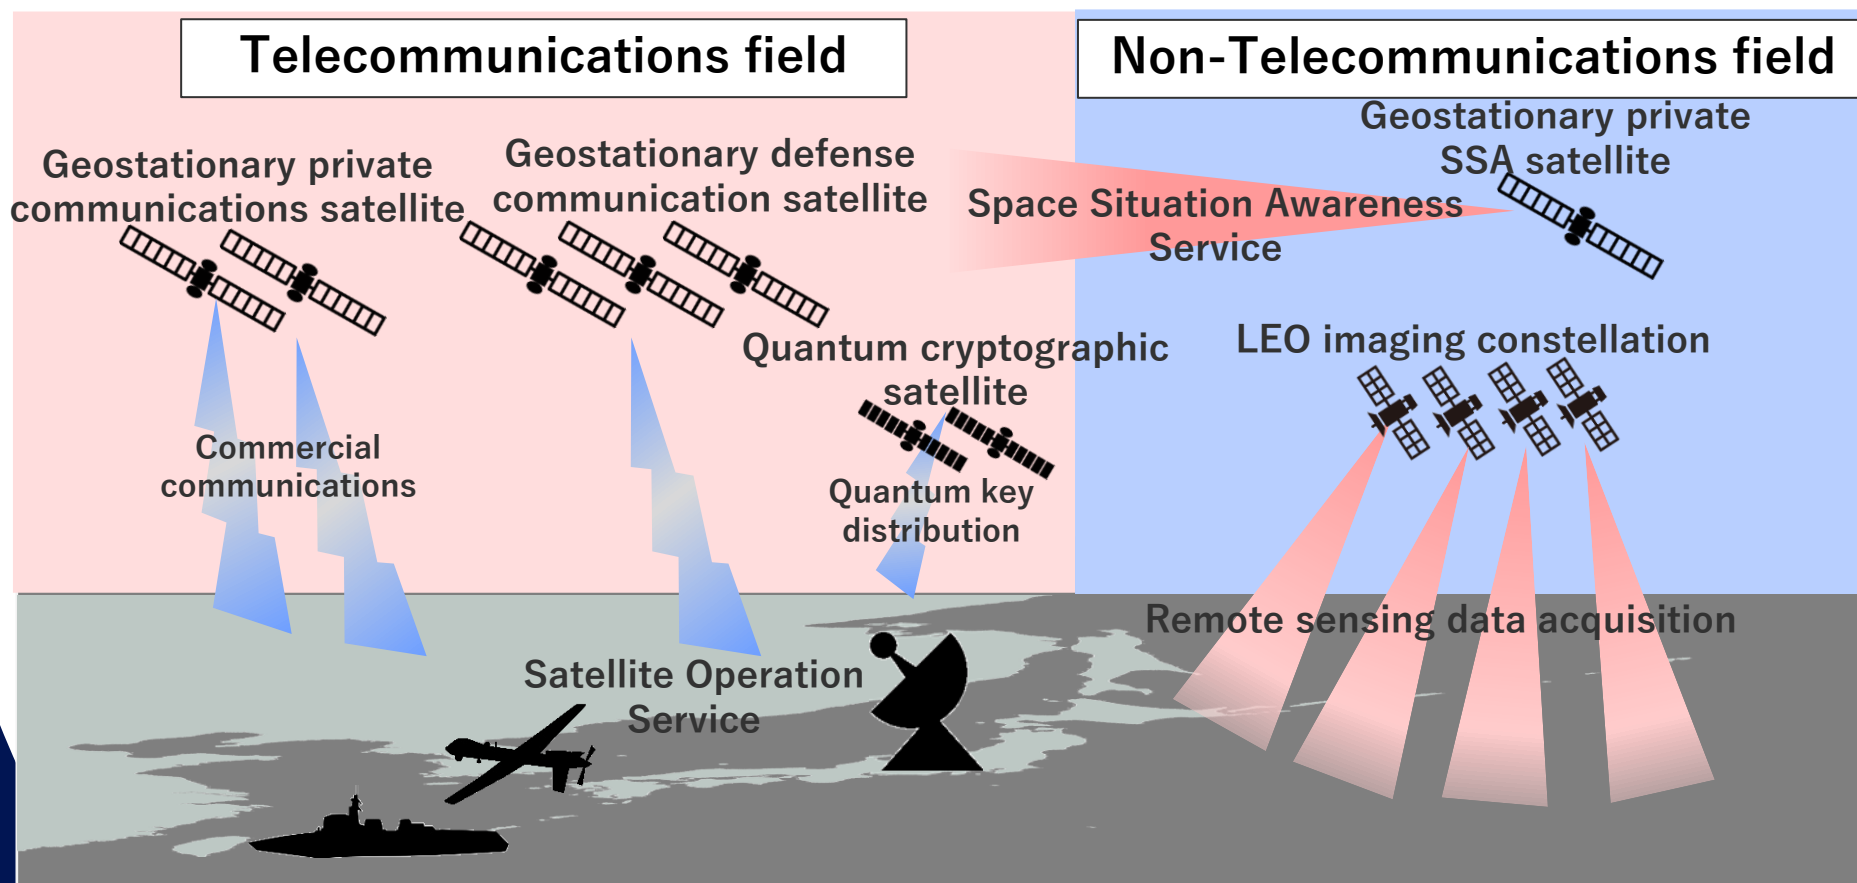 Telecommunications field
Non-Telecommunications field
Geostationary private
communications satellite
Geostationary defense
communication satellite
Space Situation Awareness
Service
Geostationary private
SSA satellite
Quantum cryptographic
satellite
LEO imaging constellation
Commercial
communications
Quantum key
distribution
Remote sensing data acquisition
Satellite Operation
Service